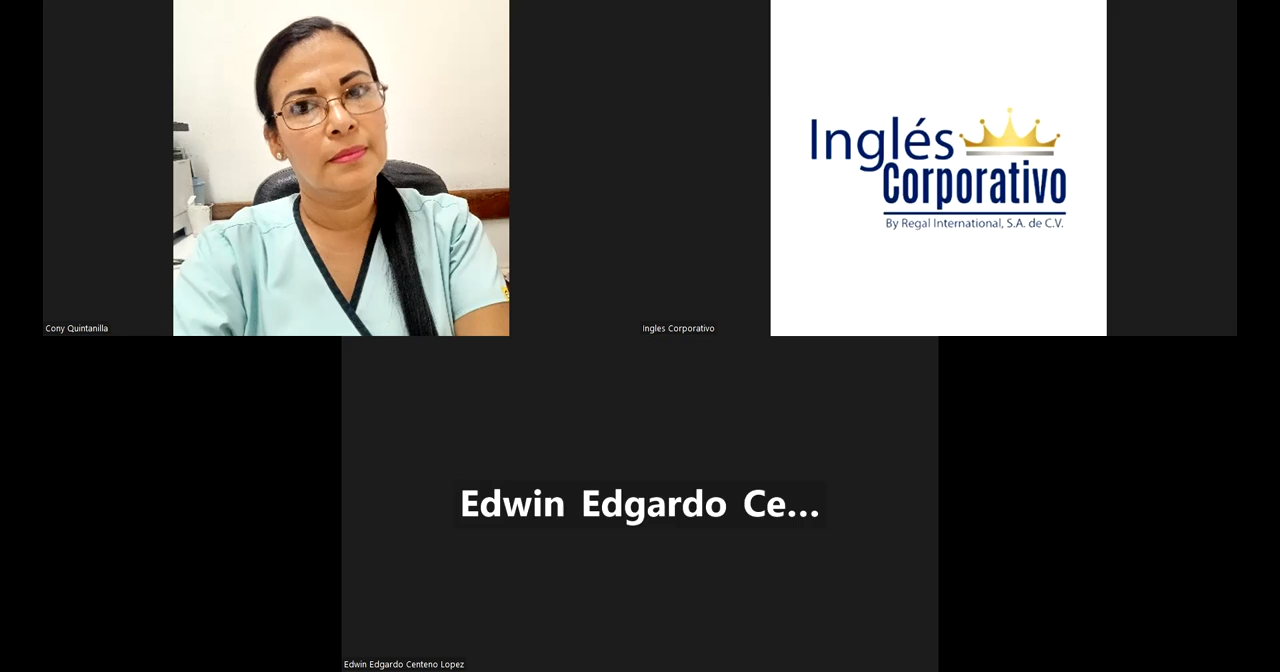 Inglés
Corporativo
By Regal International, S.A. de C.V.
Cony Quintanilla
Ingles Corporativo
Edwin Edgardo Ce...
Edwin Edgardo Centeno Lopez